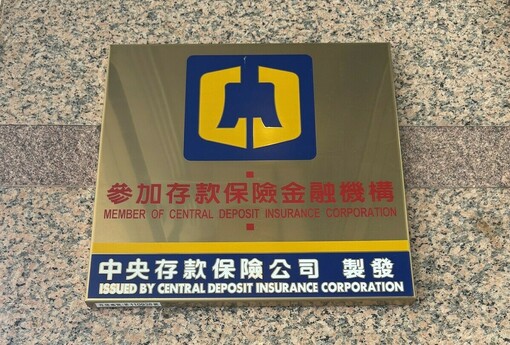 參加存款保險金融機構
MEMBER OF CENTRAL DEPOSIT INSURANCE CORPORATION
中央存款保險公司 製發
ISSUED BY CENTRAL DEPOSIT INSURANCE CORPORATION